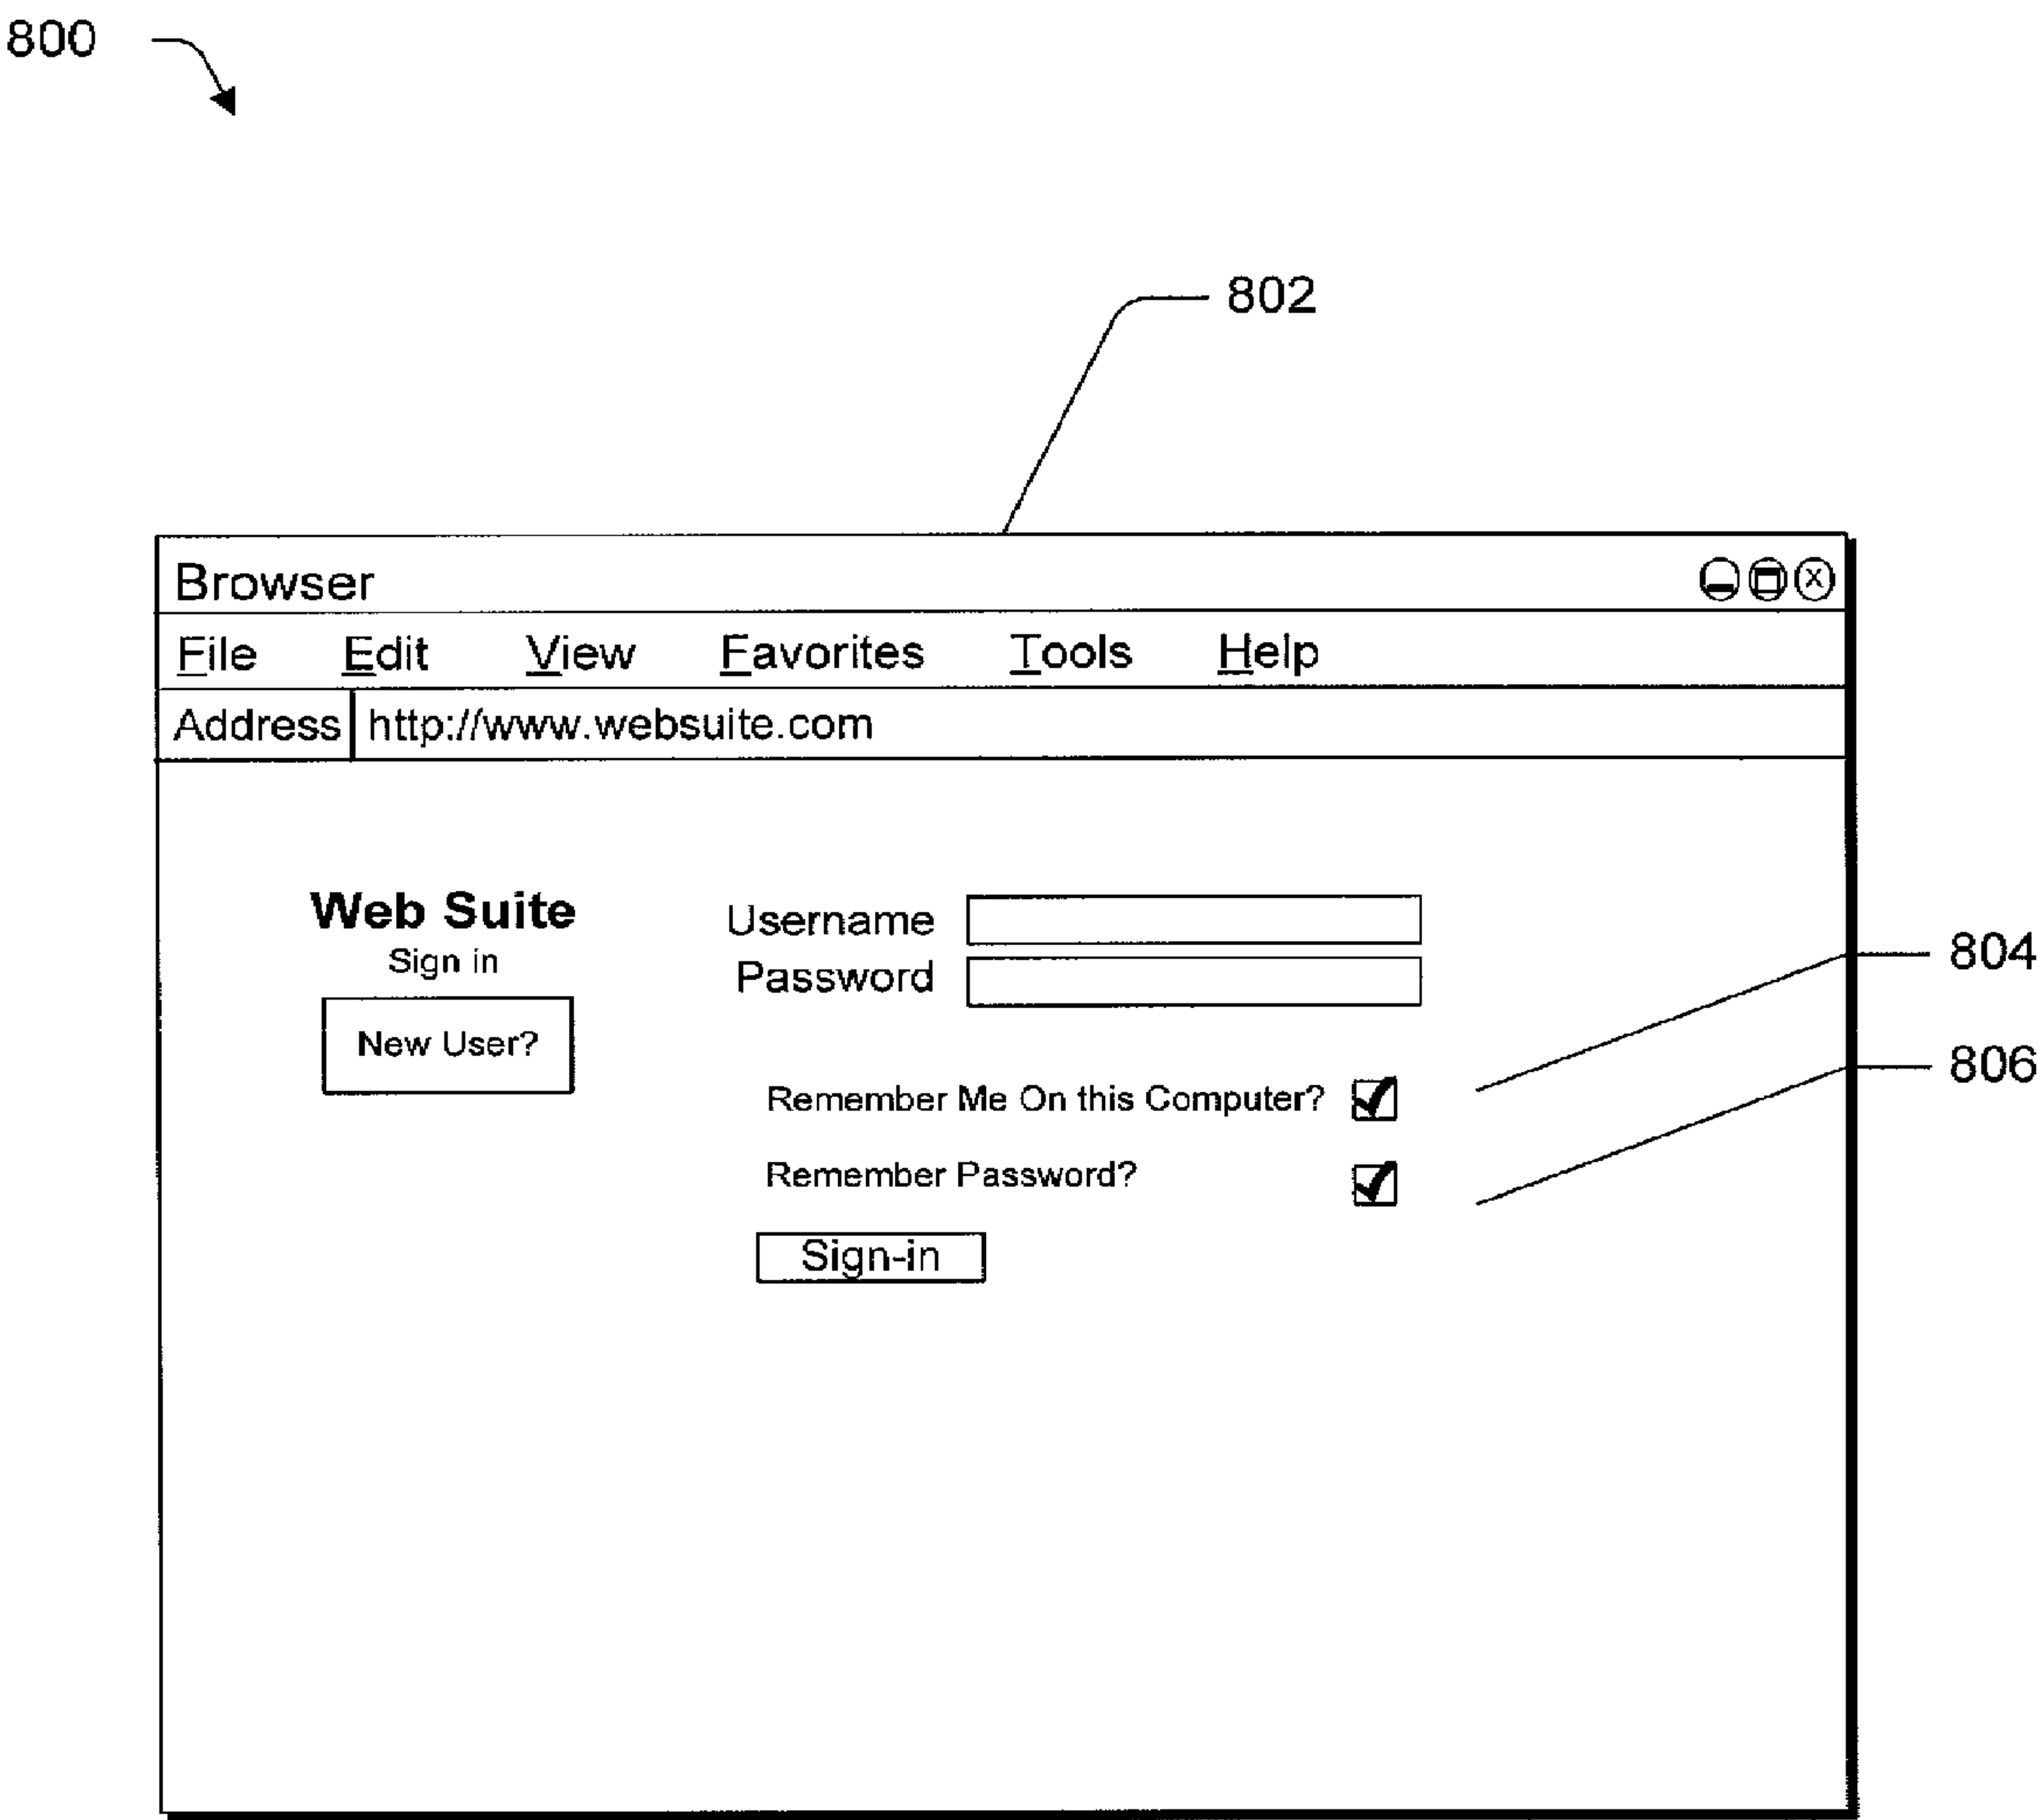 800
802
Browser
File Edit View Favorites Tools Help
Address http://www.websuite.com
Web Suite
Sign in
New User?
Username
Password
804
806
Remember Me On this Computer?
Remember Password?
Sign-in